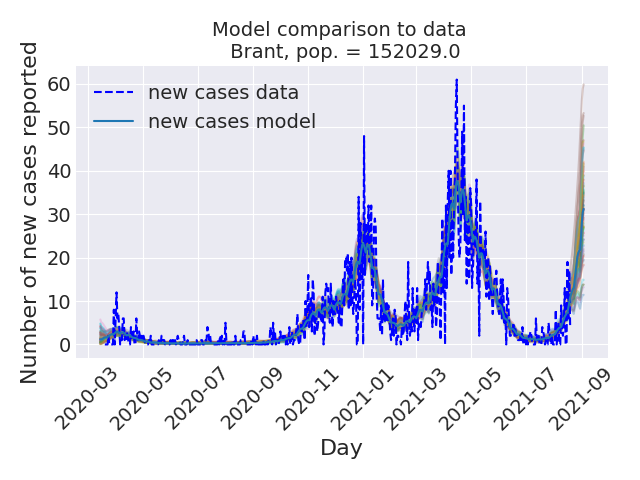 Model comparison to data
Brant, pop. = 152029.0
Number of new cases reported
60
50
40
30
20
10
0
new cases data
new cases model
2020-03
2020-05
2020-07
2020-09
2020-11
2021-01
2021-03
2021-05
2021-07
2021-09
Day